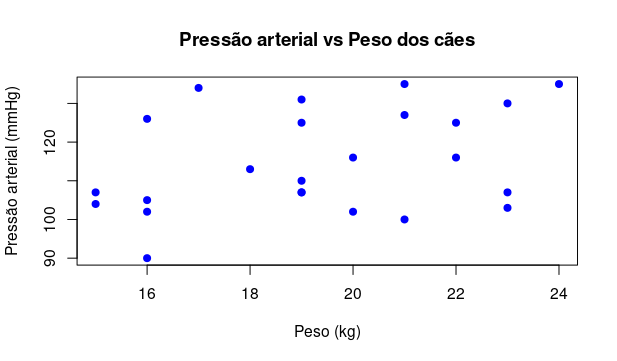 Pressão arterial vs Peso dos cães
Pressão arterial (mmHg)
120
100
90
16 18 20 22 24
Peso (kg)